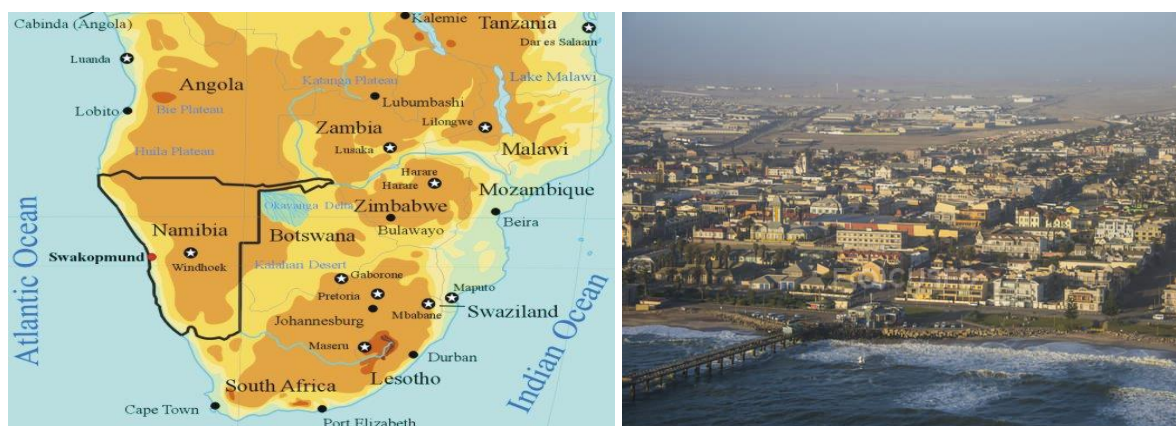 Cabinda (Angola)
Kalemie
Tanzania
Dar es Salaam
Luanda
Angola
Katanga Plateau
Lake Malawi
Lobito
Bie Plateau
Lubumbashi
Lilongwe
Zambia
Huila Plateau
Lusaka
Malawi
Harare
Harare
Mozambique
Okavanga Delta
Zimbabwe
Beira
Namibia
Botswana
Bulawayo
Swakopmund
Windhoek
Kalahari Desert
Gaborone
Pretoria
Maputo
Mbabane
Swaziland
Johannesburg
Maseru
Durban
Lesotho
South Africa
Cape Town
Port Elizabeth
Atlantic Ocean
Indian Ocean